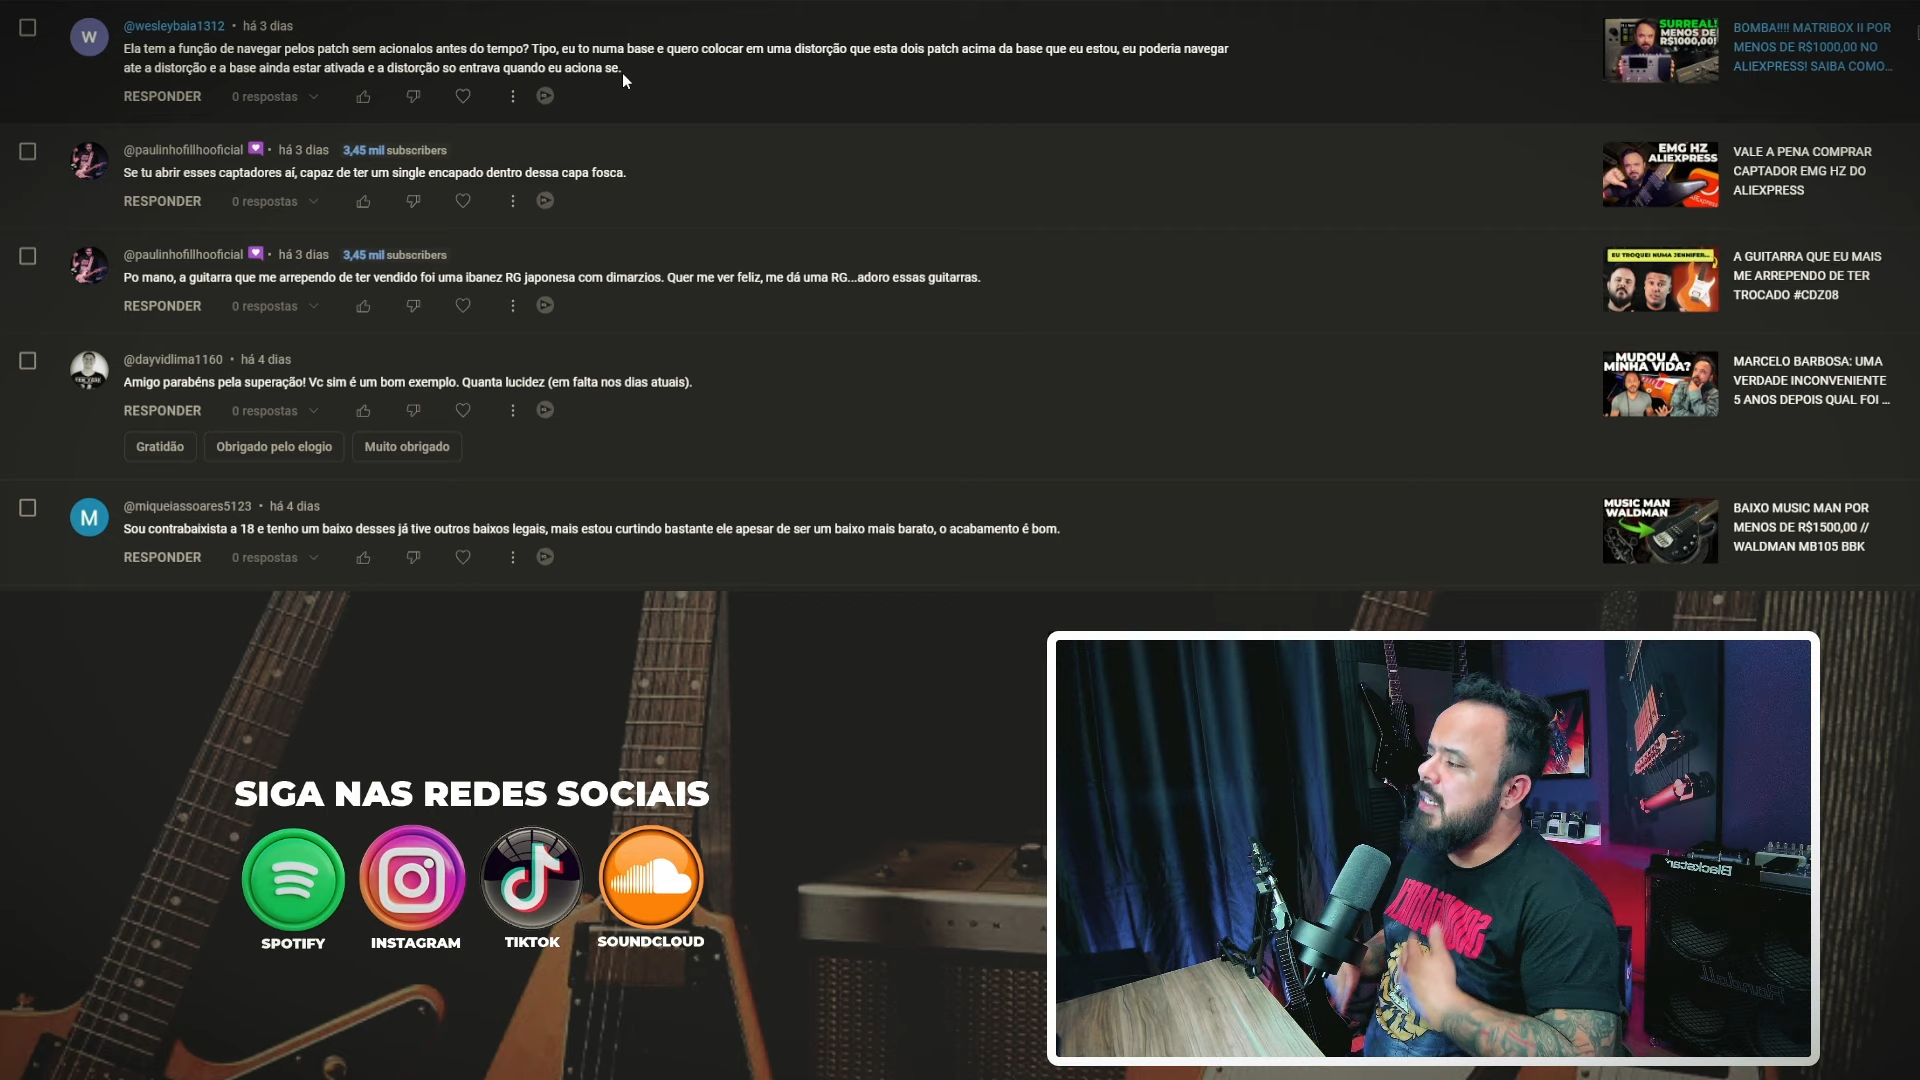 W
@wesleybaia1312 • há 3 dias
Ela tem a função de navegar pelos patch sem acionalos antes do tempo? Tipo, eu to numa base e quero colocar em uma distorção que esta dois patch acima da base que eu estou, eu poderia navegar
ate a distorção e a base ainda estar ativada e a distorção so entrava quando eu aciona se.
RESPONDER 0 respostas
SURREAL!
MENOS DE
R$1000,00!
BOMBA!!!! MATRIBOX II POR
MENOS DE R$1000,00 NO
ALIEXPRESS! SAIBA COMO...
@paulinhofillhooficial • há 3 dias 3,45 mil subscribers
Se tu abrir esses captadores aí, capaz de ter um single encapado dentro dessa capa fosca.
RESPONDER 0 respostas
EMG HZ
ALIEXPRESS
VALE A PENA COMPRAR
CAPTADOR EMG HZ DO
ALIEXPRESS
@paulinhofillhooficial • há 3 dias 3,45 mil subscribers
Po mano, a guitarra que me arrependo de ter vendido foi uma ibanez RG japonesa com dimarzios. Quer me ver feliz, me dá uma RG...adoro essas guitarras.
RESPONDER 0 respostas
EU TROQUEI NUMA JENNIFER...
A GUITARRA QUE EU MAIS
ME ARREPENDO DE TER
TROCADO #CDZ08
@dayvidlima1160 • há 4 dias
Amigo parabéns pela superação! Vc sim é um bom exemplo. Quanta lucidez (em falta nos dias atuais).
RESPONDER 0 respostas
Gratidão Obrigado pelo elogio Muito obrigado
MUDOU A
MINHA VIDA?
MARCELO BARBOSA: UMA
VERDADE INCONVENIENTE
5 ANOS DEPOIS QUAL FOI ...
M
@miqueiassoares5123 • há 4 dias
Sou contrabaixista a 18 e tenho um baixo desses já tive outros baixos legais, mais estou curtindo bastante ele apesar de ser um baixo mais barato, o acabamento é bom.
RESPONDER 0 respostas
MUSIC MAN
WALDMAN
BAIXO MUSIC MAN POR
MENOS DE R$1500,00 //
WALDMAN MB105 BBK
SIGA NAS REDES SOCIAIS
SPOTIFY INSTAGRAM TIKTOK SOUNDCLOUD
Blackstar
Randall